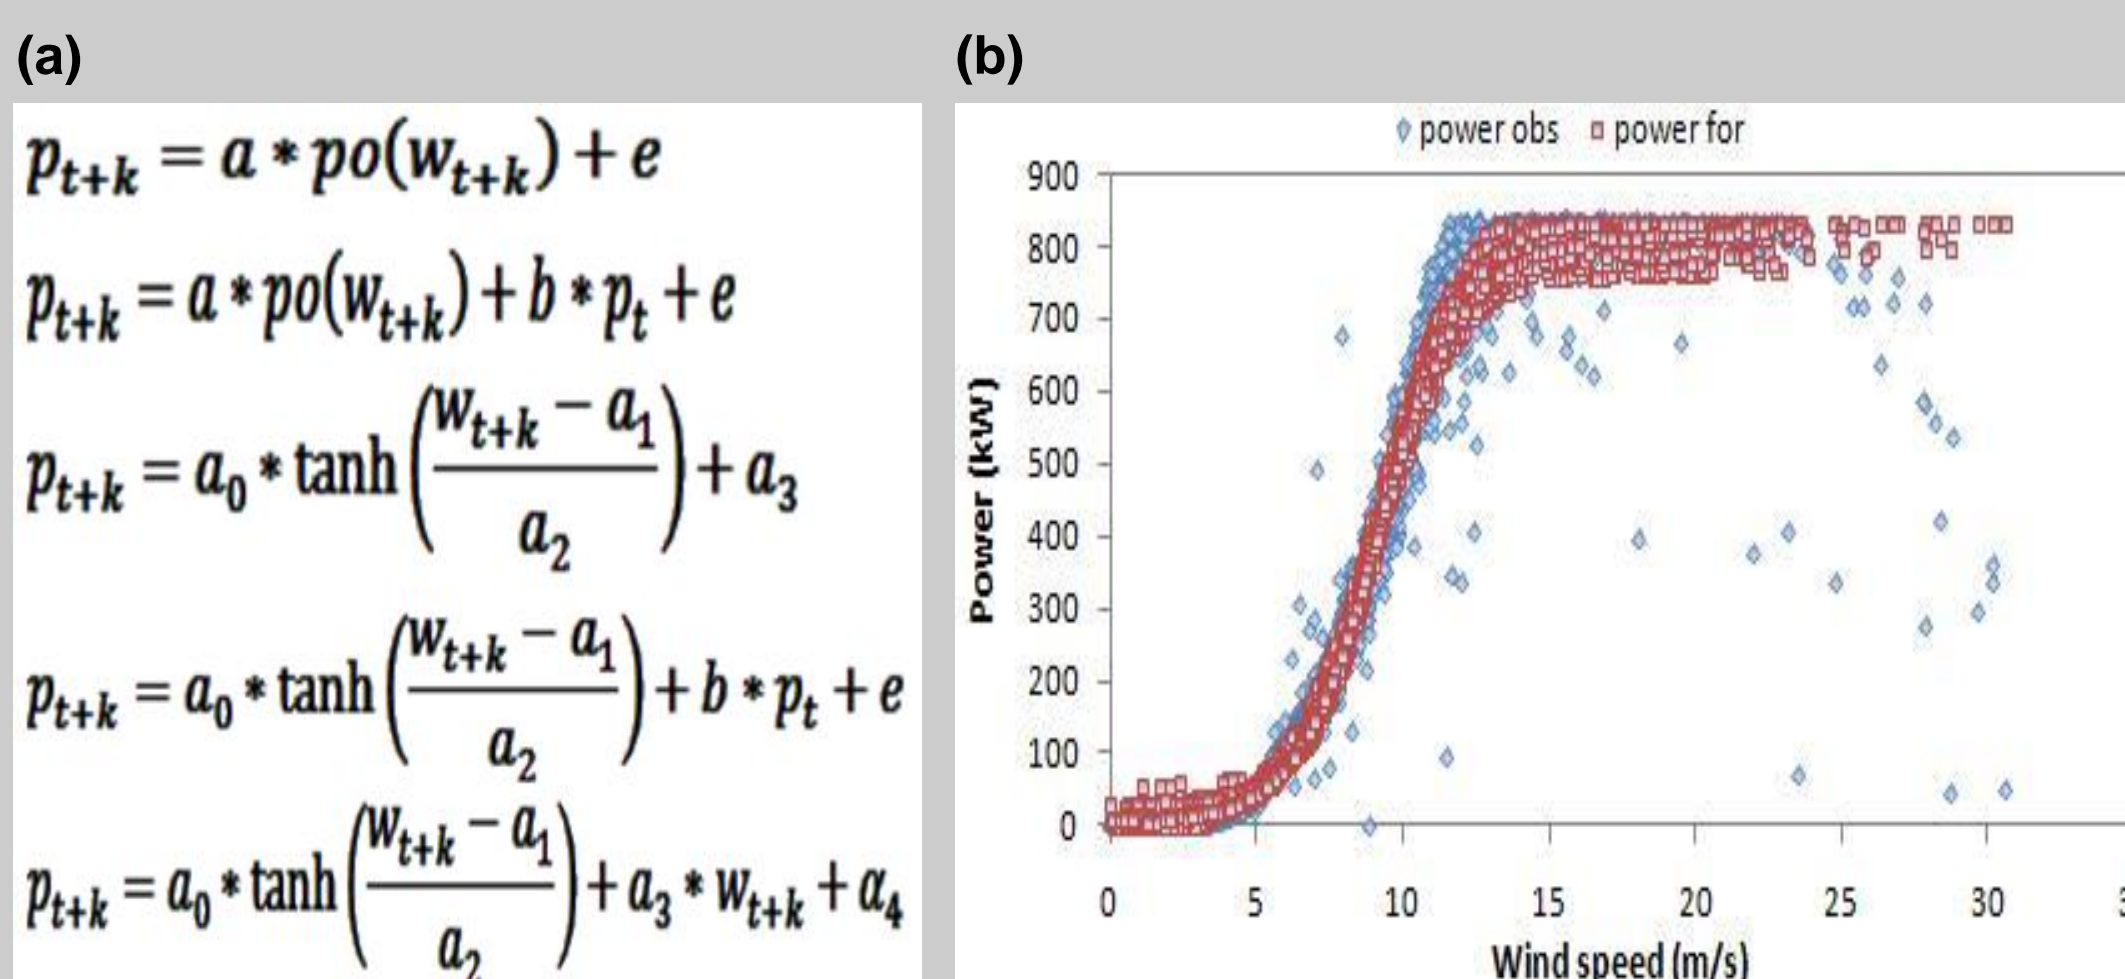 (a)
p_{t+k} = a * po(w_{t+k}) + e
p_{t+k} = a * po(w_{t+k}) + b * p_t + e
p_{t+k} = a_0 * tanh((w_{t+k} − a_1) / a_2) + a_3
p_{t+k} = a_0 * tanh((w_{t+k} − a_1) / a_2) + b * p_t + e
p_{t+k} = a_0 * tanh((w_{t+k} − a_1) / a_2) + a_3 * w_{t+k} + α_4
(b)
power obs power for
900
800
700
600
500
400
300
200
100
0
Power (kW)
0 5 10 15 20 25 30
Wind speed (m/s)